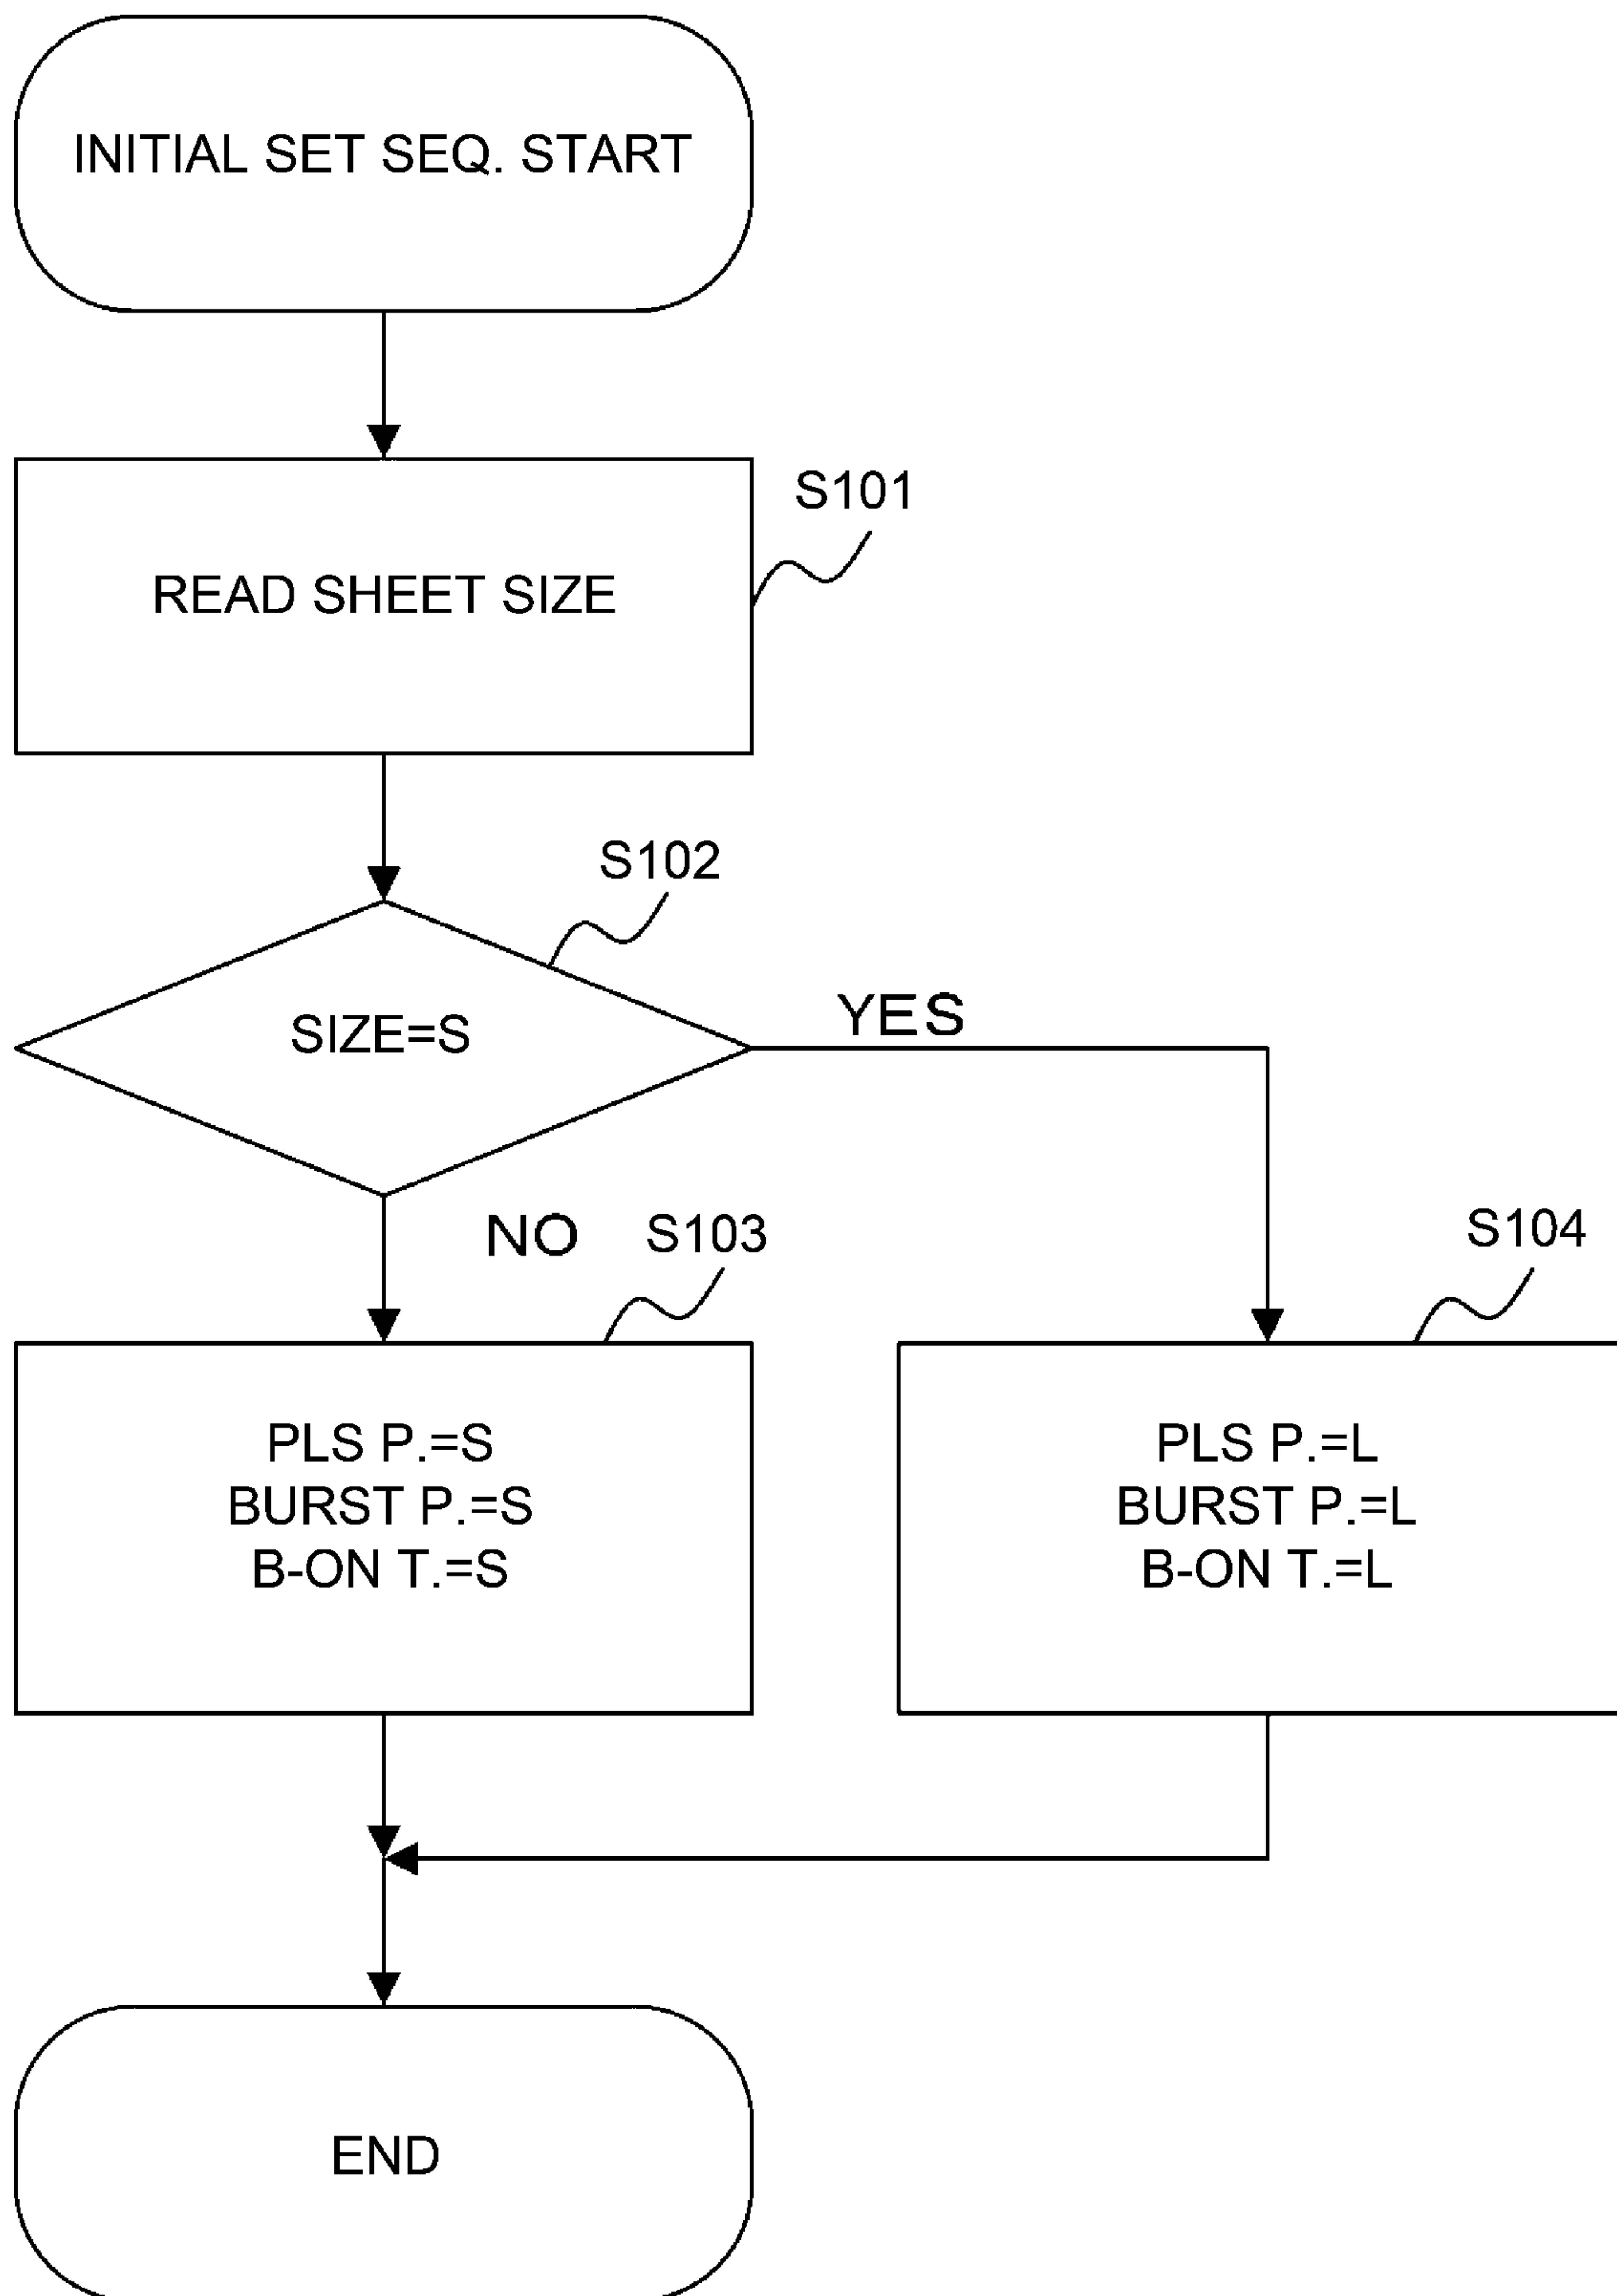 INITIAL SET SEQ. START
S101
READ SHEET SIZE
S102
SIZE=S
YES
NO
S103
S104
PLS P.=S
BURST P.=S
B-ON T.=S
PLS P.=L
BURST P.=L
B-ON T.=L
END